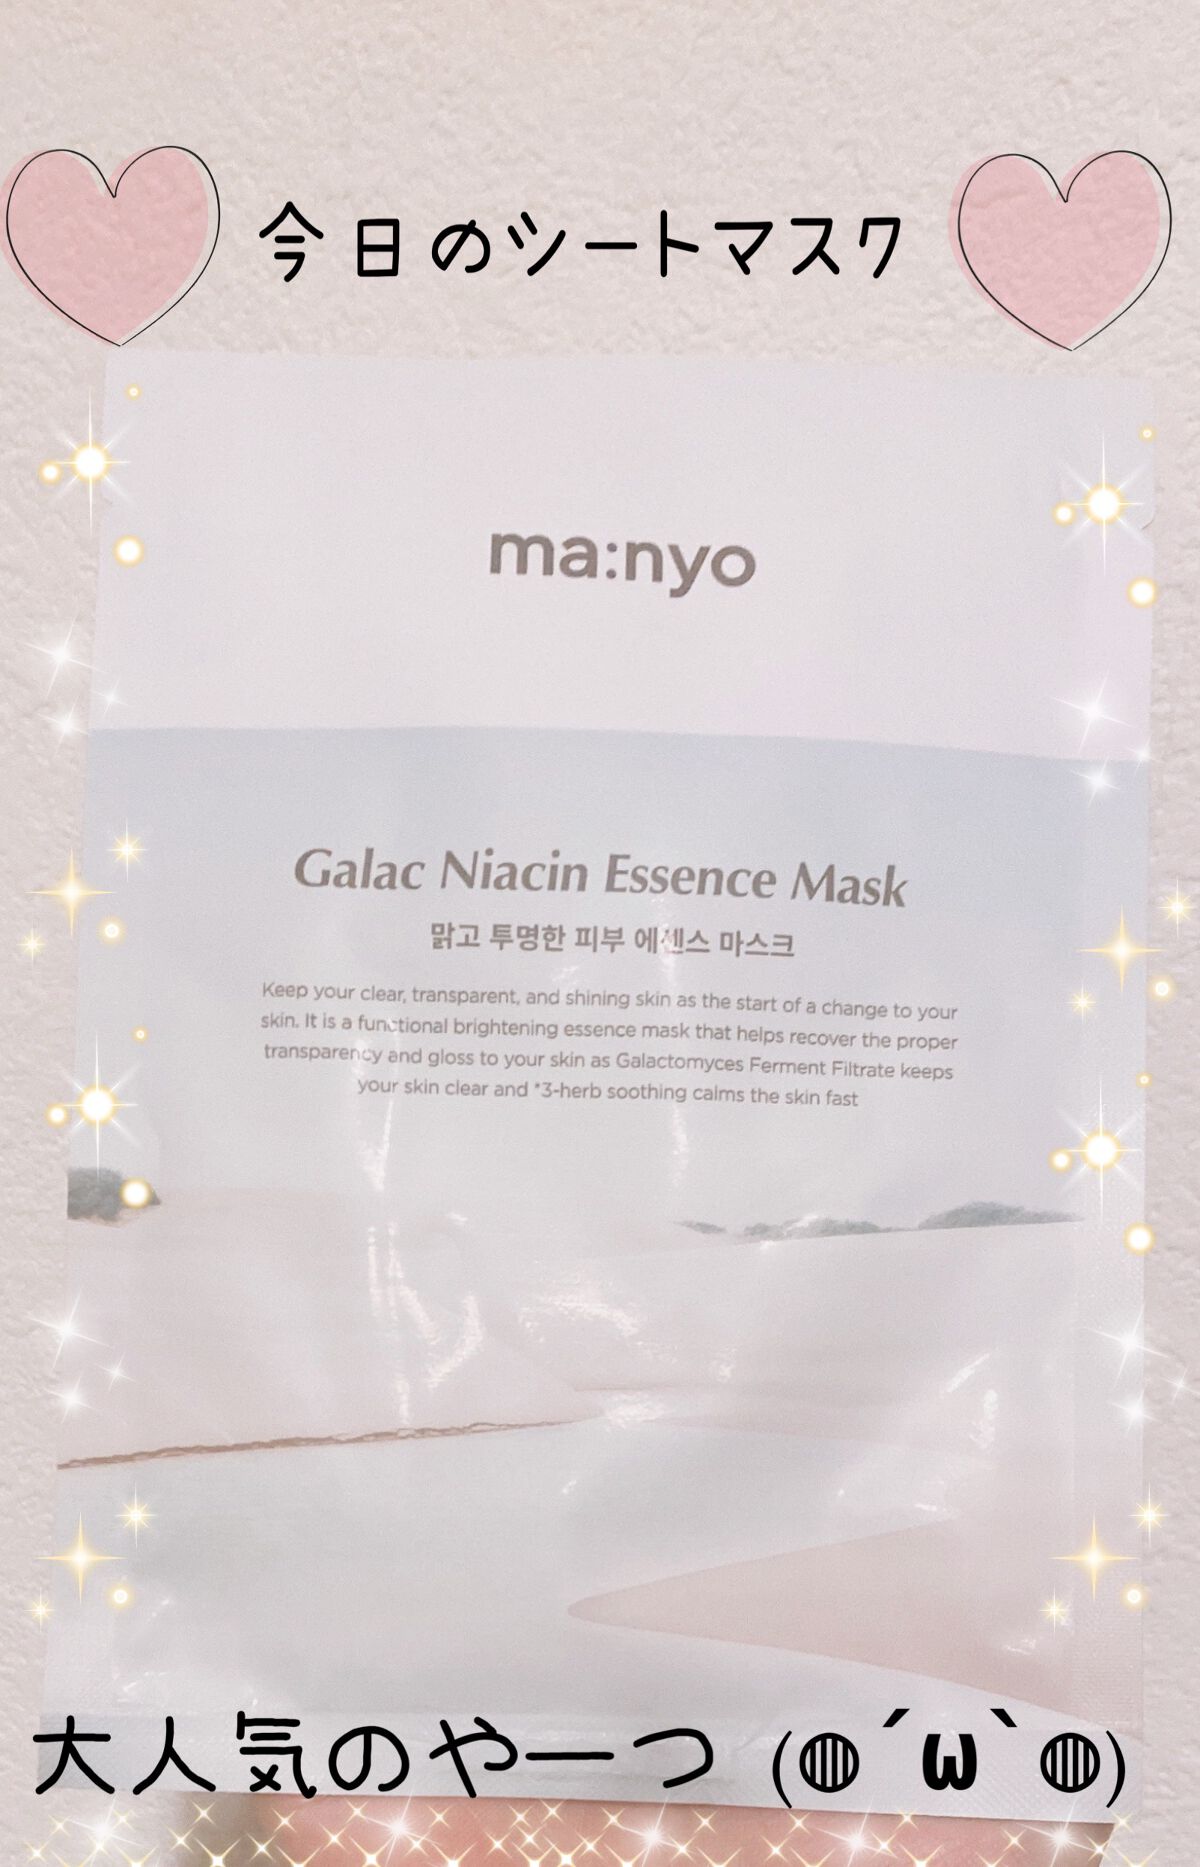 今日のシートマスク
ma:nyo
Galac Niacin Essence Mask
맑고 투명한 피부 에센스 마스크
Keep your clear, transparent, and shining skin as the start of a change to your
skin. It is a functional brightening essence mask that helps recover the proper
transparency and gloss to your skin as Galactomyces Ferment Filtrate keeps
your skin clear and *3-herb soothing calms the skin fast
大人気のやーつ (◍´ω`◍)